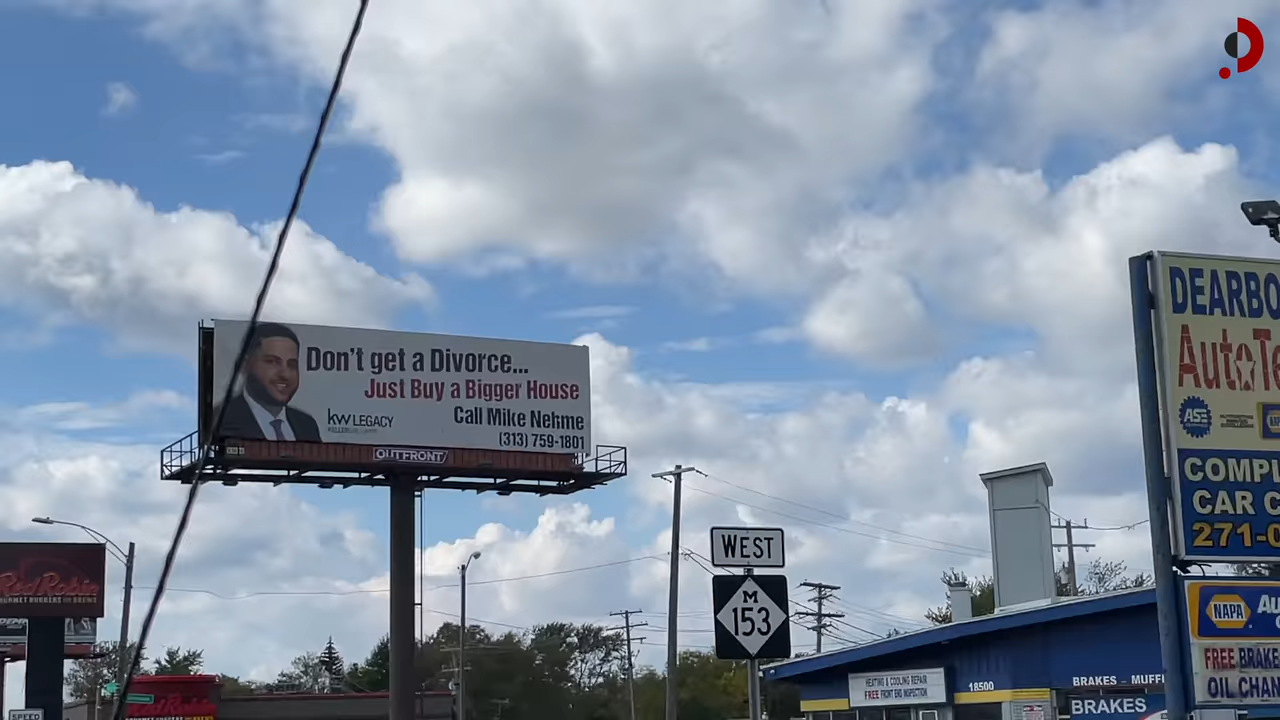 Don't get a Divorce...
Just Buy a Bigger House
Call Mike Nehme
(313) 759-1801
kw LEGACY
OUTFRONT
WEST
M
153
Red Robin
SPEED
HEATING & COOLING REPAIR
FREE FRONT END INSPECTION
18500
BRAKES - MUFF
BRAKES
DEARBO
AutoTe
ASE
COMPL
CAR C
271-0
NAPA
AU
FREE BRAKE
OIL CHAN